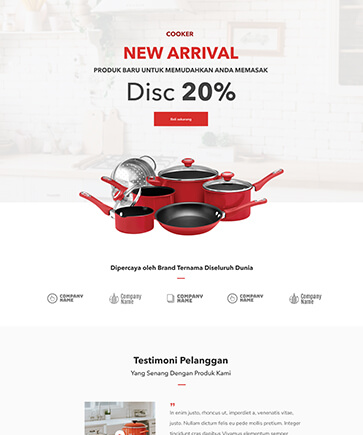 COOKER
NEW ARRIVAL
PRODUK BARU UNTUK MEMUDAHKAN ANDA MEMASAK
Disc 20%
Beli sekarang
Dipercaya oleh Brand Ternama Diseluruh Dunia
COMPANY NAME
Company Name
COMPANY NAME
COMPANY NAME
Company Name
Testimoni Pelanggan
Yang Senang Dengan Produk Kami
"
In enim justo, rhoncus ut, imperdiet a, venenatis vitae,
justo. Nullam dictum felis eu pede mollis pretium. Integer
tincidunt cras dapibus Vivamus elementum semper